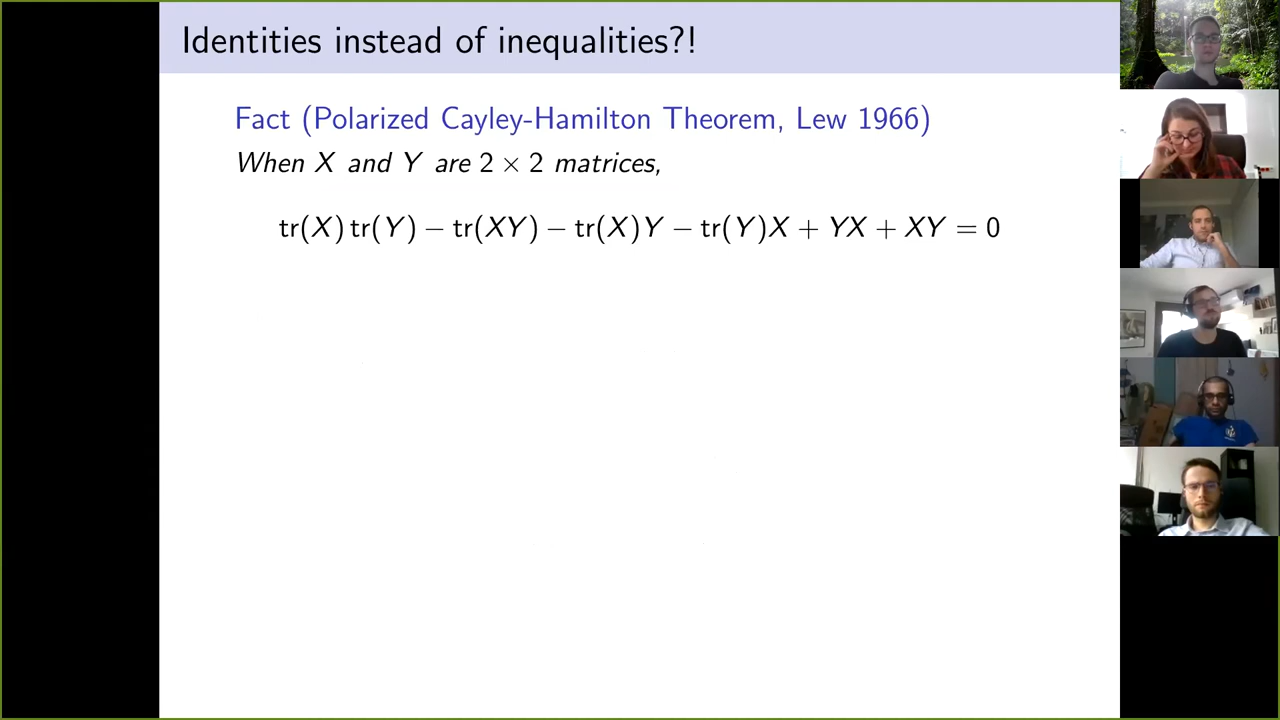 Identities instead of inequalities?!
Fact (Polarized Cayley-Hamilton Theorem, Lew 1966)
When X and Y are 2 × 2 matrices,
tr(X) tr(Y) − tr(XY) − tr(X)Y − tr(Y)X + YX + XY = 0